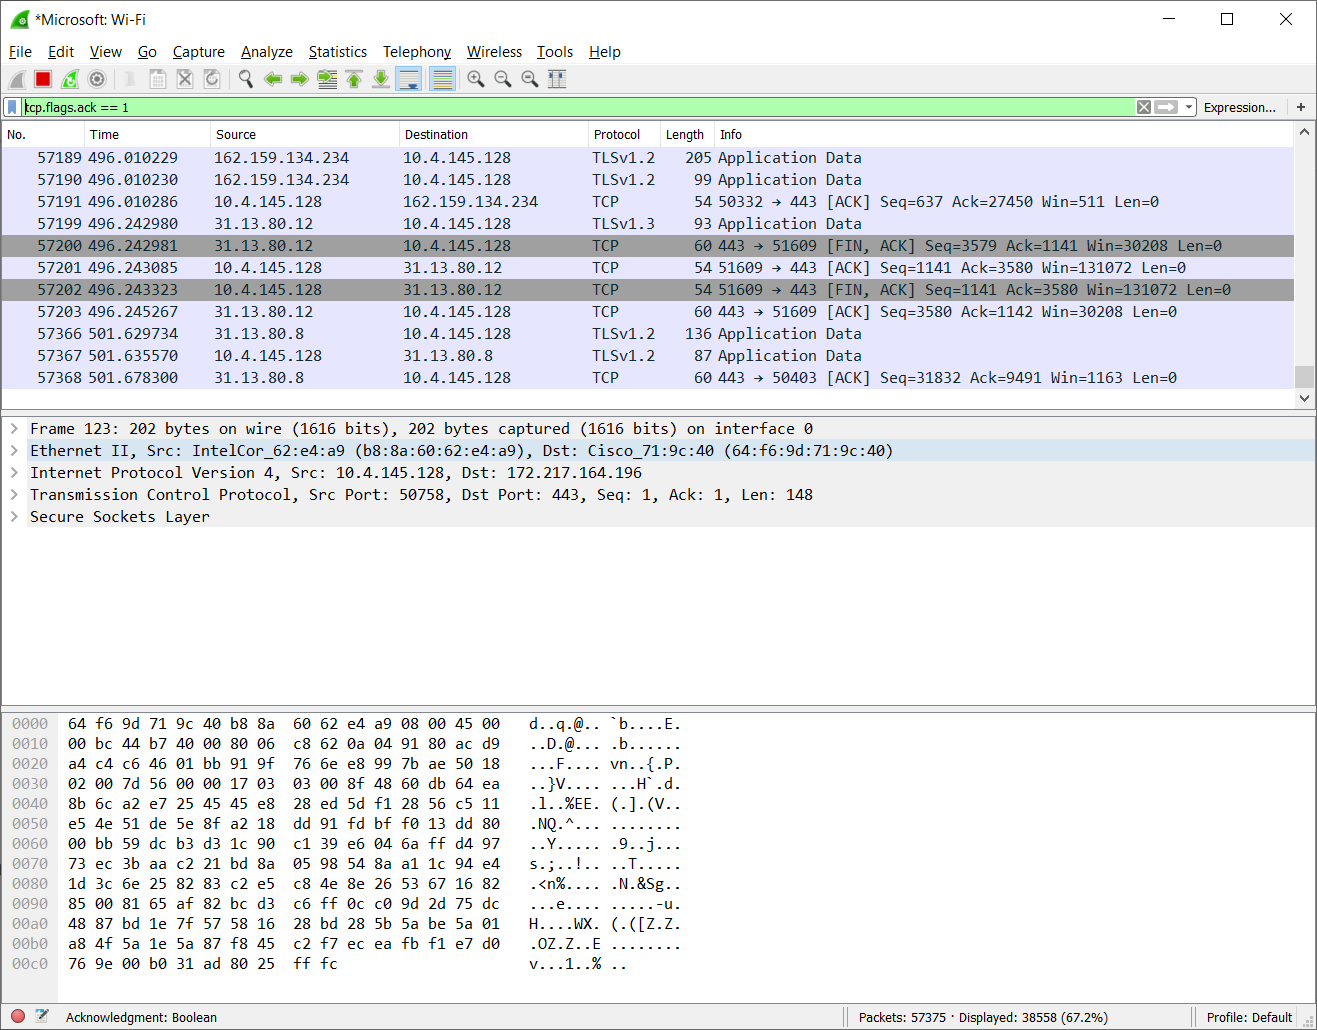 *Microsoft: Wi-Fi
File Edit View Go Capture Analyze Statistics Telephony Wireless Tools Help
tcp.flags.ack == 1 Expression... +
No. Time Source Destination Protocol Length Info
57189 496.010229 162.159.134.234 10.4.145.128 TLSv1.2 205 Application Data
57190 496.010230 162.159.134.234 10.4.145.128 TLSv1.2 99 Application Data
57191 496.010286 10.4.145.128 162.159.134.234 TCP 54 50332 → 443 [ACK] Seq=637 Ack=27450 Win=511 Len=0
57199 496.242980 31.13.80.12 10.4.145.128 TLSv1.3 93 Application Data
57200 496.242981 31.13.80.12 10.4.145.128 TCP 60 443 → 51609 [FIN, ACK] Seq=3579 Ack=1141 Win=30208 Len=0
57201 496.243085 10.4.145.128 31.13.80.12 TCP 54 51609 → 443 [ACK] Seq=1141 Ack=3580 Win=131072 Len=0
57202 496.243323 10.4.145.128 31.13.80.12 TCP 54 51609 → 443 [FIN, ACK] Seq=1141 Ack=3580 Win=131072 Len=0
57203 496.245267 31.13.80.12 10.4.145.128 TCP 60 443 → 51609 [ACK] Seq=3580 Ack=1142 Win=30208 Len=0
57366 501.629734 31.13.80.8 10.4.145.128 TLSv1.2 136 Application Data
57367 501.635570 10.4.145.128 31.13.80.8 TLSv1.2 87 Application Data
57368 501.678300 31.13.80.8 10.4.145.128 TCP 60 443 → 50403 [ACK] Seq=31832 Ack=9491 Win=1163 Len=0
Frame 123: 202 bytes on wire (1616 bits), 202 bytes captured (1616 bits) on interface 0
Ethernet II, Src: IntelCor_62:e4:a9 (b8:8a:60:62:e4:a9), Dst: Cisco_71:9c:40 (64:f6:9d:71:9c:40)
Internet Protocol Version 4, Src: 10.4.145.128, Dst: 172.217.164.196
Transmission Control Protocol, Src Port: 50758, Dst Port: 443, Seq: 1, Ack: 1, Len: 148
Secure Sockets Layer
0000 64 f6 9d 71 9c 40 b8 8a 60 62 e4 a9 08 00 45 00 d..q.@.. `b....E.
0010 00 bc 44 b7 40 00 80 06 c8 62 0a 04 91 80 ac d9 ..D.@... .b......
0020 a4 c4 c6 46 01 bb 91 9f 76 6e e8 99 7b ae 50 18 ...F.... vn..{.P.
0030 02 00 7d 56 00 00 17 03 03 00 8f 48 60 db 64 ea ..}V.... ...H`.d.
0040 8b 6c a2 e7 25 45 45 e8 28 ed 5d f1 28 56 c5 11 .l..%EE. (.].(V..
0050 e5 4e 51 de 5e 8f a2 18 dd 91 fd bf f0 13 dd 80 .NQ.^... ........
0060 00 bb 59 dc b3 d3 1c 90 c1 39 e6 04 6a ff d4 97 ..Y..... .9..j...
0070 73 ec 3b aa c2 21 bd 8a 05 98 54 8a a1 1c 94 e4 s.;..!.. ..T.....
0080 1d 3c 6e 25 82 83 c2 e5 c8 4e 8e 26 53 67 16 82 .<n%.... .N.&Sg..
0090 85 00 81 65 af 82 bc d3 c6 ff 0c c0 9d 2d 75 dc ...e.... .....-u.
00a0 48 87 bd 1e 7f 57 58 16 28 bd 28 5b 5a be 5a 01 H....WX. (.([Z.Z.
00b0 a8 4f 5a 1e 5a 87 f8 45 c2 f7 ec ea fb f1 e7 d0 .OZ.Z..E ........
00c0 76 9e 00 b0 31 ad 80 25 ff fc v...1..% ..
Acknowledgment: Boolean Packets: 57375 · Displayed: 38558 (67.2%) Profile: Default